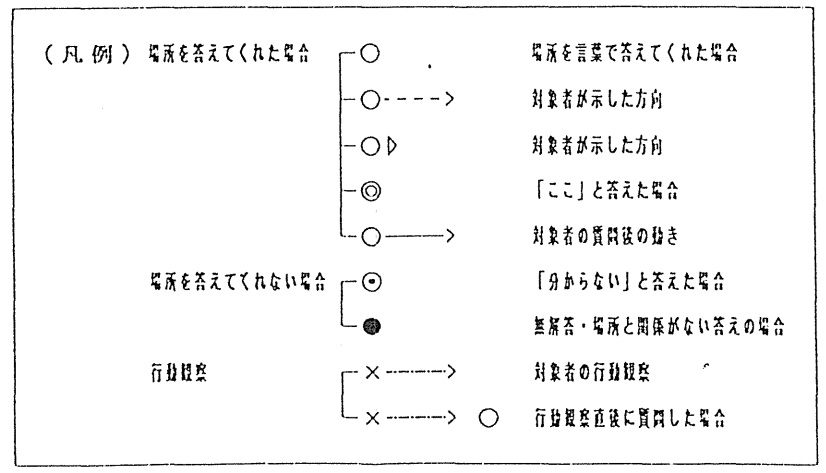 (凡例) 場所を答えてくれた場合 場所を言葉で答えてくれた場合
対象者が示した方向
対象者が示した方向
「ここ」と答えた場合
対象者の質問後の動き
場所を答えてくれない場合 「分からない」と答えた場合
無解答・場所と関係がない答えの場合
行動観察 対象者の行動観察
行動観察直後に質問した場合